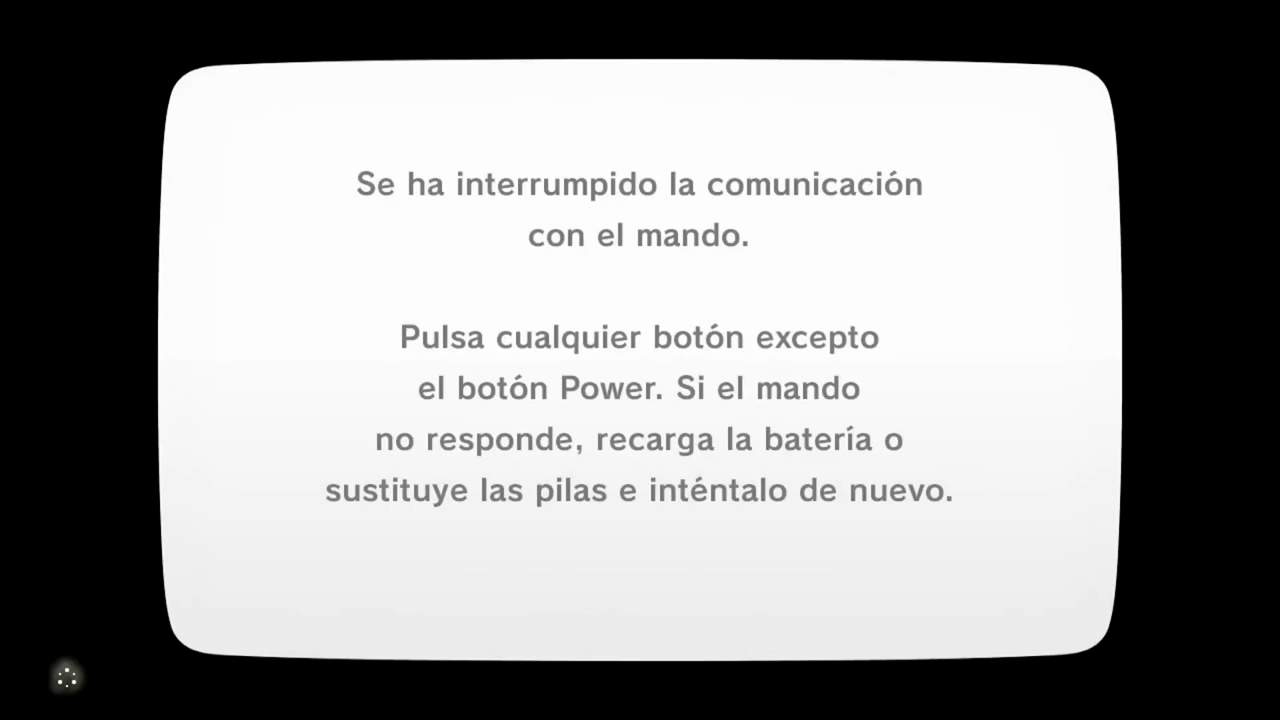 Se ha interrumpido la comunicación
con el mando.
Pulsa cualquier botón excepto
el botón Power. Si el mando
no responde, recarga la batería o
sustituye las pilas e inténtalo de nuevo.